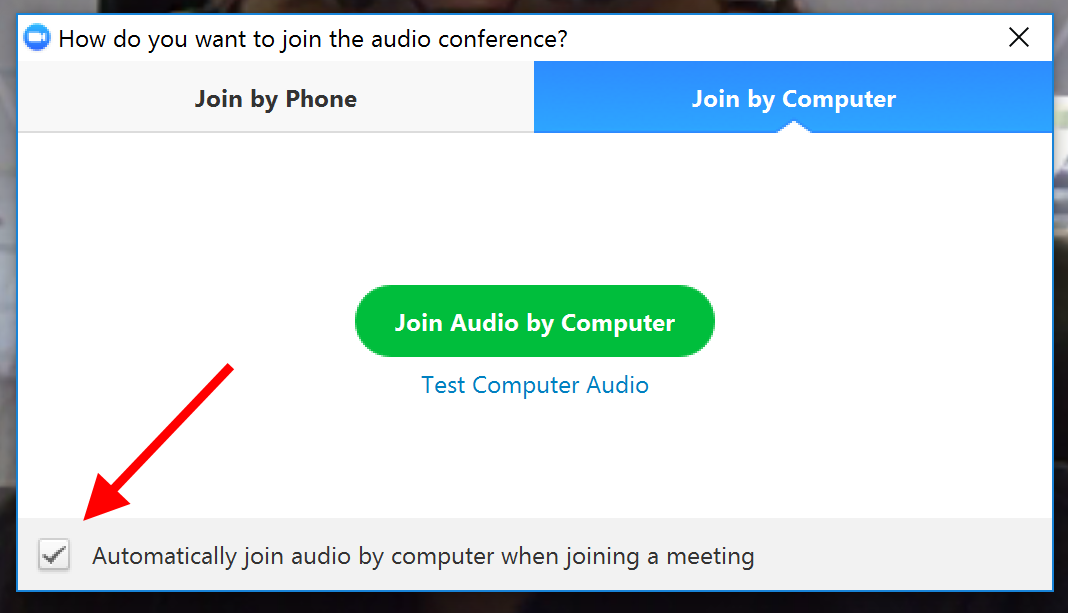 How do you want to join the audio conference?
Join by Phone
Join by Computer
Join Audio by Computer
Test Computer Audio
Automatically join audio by computer when joining a meeting